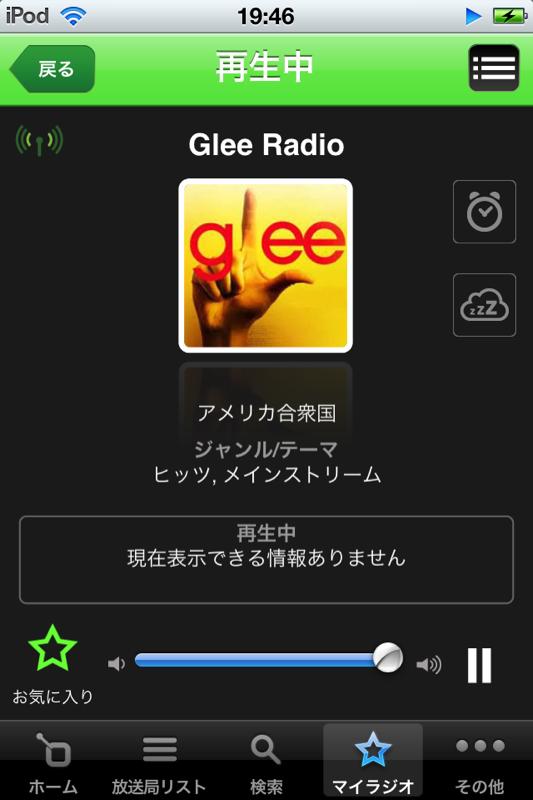 iPod
19:46
戻る
再生中
Glee Radio
glee
zzZ
アメリカ合衆国
ジャンル/テーマ
ヒッツ, メインストリーム
再生中
現在表示できる情報ありません
お気に入り
ホーム
放送局リスト
検索
マイラジオ
その他